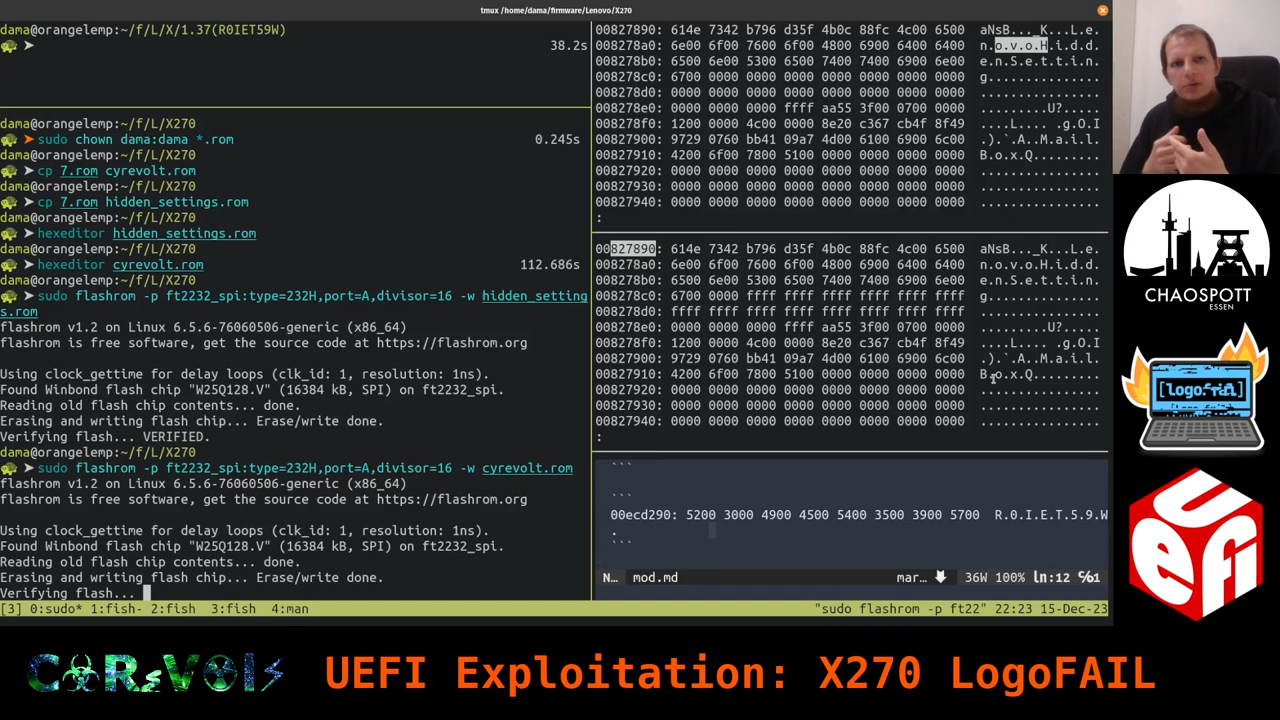 tmux /home/dama/firmware/Lenovo/X270
dama@orangelemp:~/f/L/X/1.37(R0IET59W)
38.2s
dama@orangelemp:~/f/L/X270
sudo chown dama:dama *.rom 0.245s
dama@orangelemp:~/f/L/X270
cp 7.rom cyrevolt.rom
dama@orangelemp:~/f/L/X270
cp 7.rom hidden_settings.rom
dama@orangelemp:~/f/L/X270
hexeditor hidden_settings.rom
dama@orangelemp:~/f/L/X270
hexeditor cyrevolt.rom 112.686s
dama@orangelemp:~/f/L/X270
sudo flashrom -p ft2232_spi:type=232H,port=A,divisor=16 -w hidden_setting
s.rom
flashrom v1.2 on Linux 6.5.6-76060506-generic (x86_64)
flashrom is free software, get the source code at https://flashrom.org
Using clock_gettime for delay loops (clk_id: 1, resolution: 1ns).
Found Winbond flash chip "W25Q128.V" (16384 kB, SPI) on ft2232_spi.
Reading old flash chip contents... done.
Erasing and writing flash chip... Erase/write done.
Verifying flash... VERIFIED.
dama@orangelemp:~/f/L/X270
sudo flashrom -p ft2232_spi:type=232H,port=A,divisor=16 -w cyrevolt.rom
flashrom v1.2 on Linux 6.5.6-76060506-generic (x86_64)
flashrom is free software, get the source code at https://flashrom.org
Using clock_gettime for delay loops (clk_id: 1, resolution: 1ns).
Found Winbond flash chip "W25Q128.V" (16384 kB, SPI) on ft2232_spi.
Reading old flash chip contents... done.
Erasing and writing flash chip... Erase/write done.
Verifying flash...
00827890: 614e 7342 b796 d35f 4b0c 88fc 4c00 6500 aNsB..._K...L.e.
008278a0: 6e00 6f00 7600 6f00 4800 6900 6400 6400 n.o.v.o.H.i.d.d.
008278b0: 6500 6e00 5300 6500 7400 7400 6900 6e00 e.n.S.e.t.t.i.n.
008278c0: 6700 0000 0000 0000 0000 0000 0000 0000 g...............
008278d0: 0000 0000 0000 0000 0000 0000 0000 0000 ................
008278e0: 0000 0000 0000 ffff aa55 3f00 0700 0000 .........U?.....
008278f0: 1200 0000 4c00 0000 8e20 c367 cb4f 8f49 ....L.... .g.O.I
00827900: 9729 0760 bb41 09a7 4d00 6100 6900 6c00 .).`.A..M.a.i.l.
00827910: 4200 6f00 7800 5100 0000 0000 0000 0000 B.o.x.Q.........
00827920: 0000 0000 0000 0000 0000 0000 0000 0000 ................
00827930: 0000 0000 0000 0000 0000 0000 0000 0000 ................
00827940: 0000 0000 0000 0000 0000 0000 0000 0000 ................
:
00827890: 614e 7342 b796 d35f 4b0c 88fc 4c00 6500 aNsB..._K...L.e.
008278a0: 6e00 6f00 7600 6f00 4800 6900 6400 6400 n.o.v.o.H.i.d.d.
008278b0: 6500 6e00 5300 6500 7400 7400 6900 6e00 e.n.S.e.t.t.i.n.
008278c0: 6700 0000 ffff ffff ffff ffff ffff ffff g...............
008278d0: ffff ffff ffff ffff ffff ffff ffff ffff ................
008278e0: 0000 0000 0000 ffff aa55 3f00 0700 0000 .........U?.....
008278f0: 1200 0000 4c00 0000 8e20 c367 cb4f 8f49 ....L.... .g.O.I
00827900: 9729 0760 bb41 09a7 4d00 6100 6900 6c00 .).`.A..M.a.i.l.
00827910: 4200 6f00 7800 5100 0000 0000 0000 0000 B.o.x.Q.........
00827920: 0000 0000 0000 0000 0000 0000 0000 0000 ................
00827930: 0000 0000 0000 0000 0000 0000 0000 0000 ................
00827940: 0000 0000 0000 0000 0000 0000 0000 0000 ................
:
```
```
00ecd290: 5200 3000 4900 4500 5400 3500 3900 5700 R.0.I.E.T.5.9.W
.
```
N… mod.md mar… 36W 100% ln:12 ℅1
[3] 0:sudo* 1:fish- 2:fish 3:fish 4:man "sudo flashrom -p ft22" 22:23 15-Dec-23
CHAOSPOTT
ESSEN
[logofail]
UEFI
CYREVOLT
UEFI Exploitation: X270 LogoFAIL